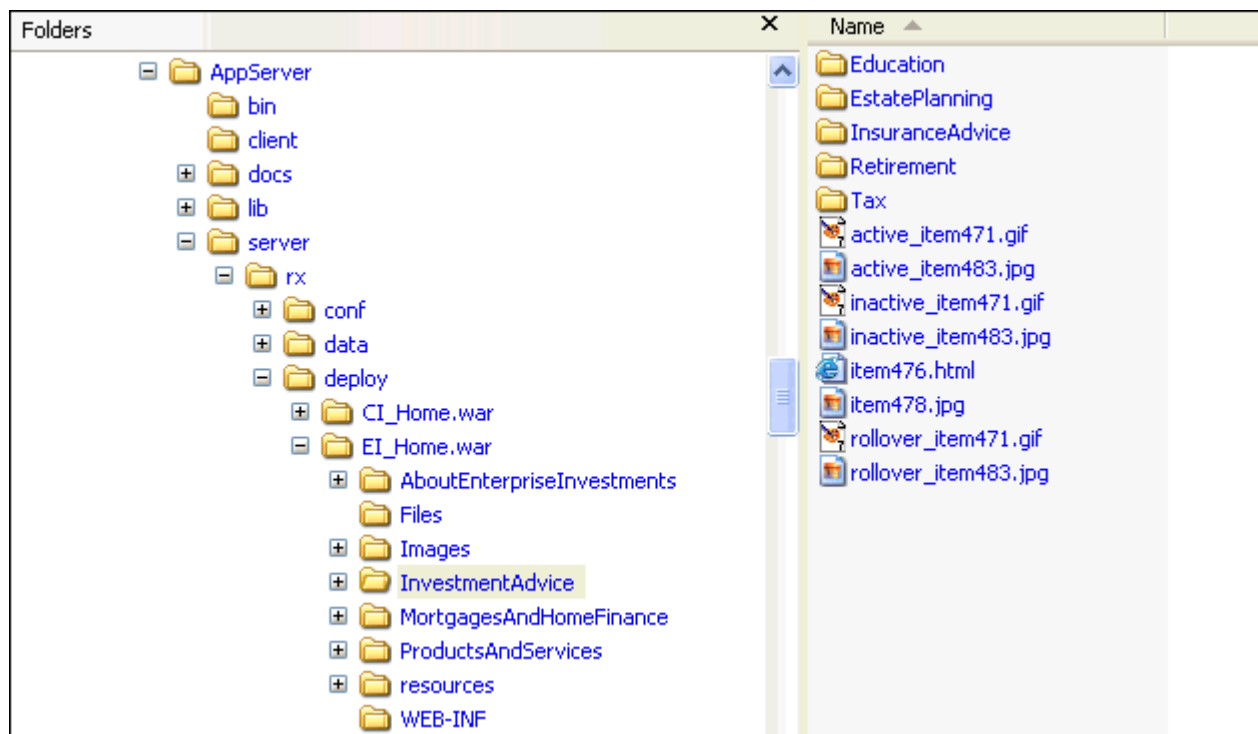 Folders
AppServer
bin
client
docs
lib
server
rx
conf
data
deploy
CI_Home.war
EI_Home.war
AboutEnterpriseInvestments
Files
Images
InvestmentAdvice
MortgagesAndHomeFinance
ProductsAndServices
resources
WEB-INF
Name
Education
EstatePlanning
InsuranceAdvice
Retirement
Tax
active_item471.gif
active_item483.jpg
inactive_item471.gif
inactive_item483.jpg
item476.html
item478.jpg
rollover_item471.gif
rollover_item483.jpg